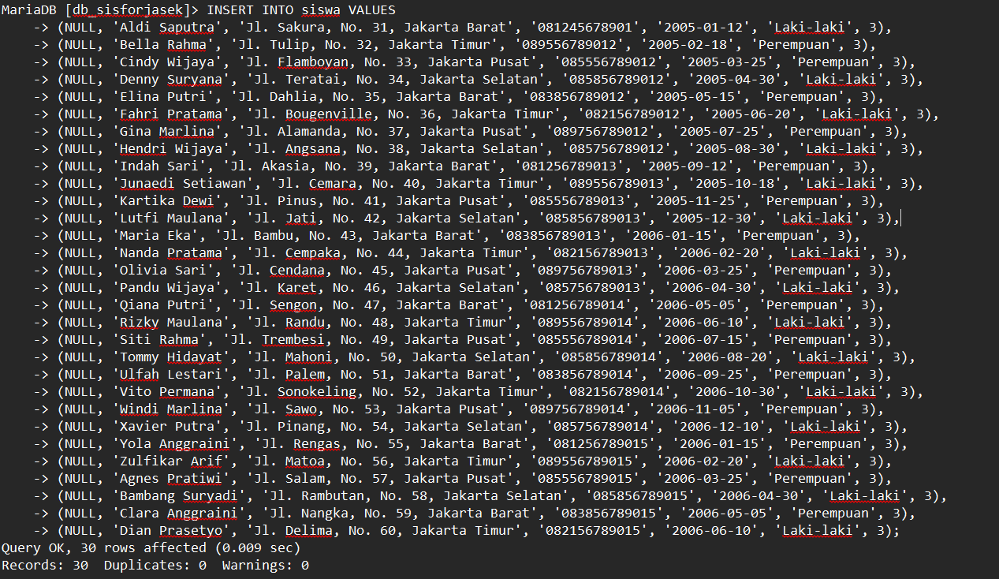 MariaDB [db_sisforjasek]> INSERT INTO siswa VALUES
    -> (NULL, 'Aldi Saputra', 'Jl. Sakura, No. 31, Jakarta Barat', '081245678901', '2005-01-12', 'Laki-laki', 3),
    -> (NULL, 'Bella Rahma', 'Jl. Tulip, No. 32, Jakarta Timur', '089556789012', '2005-02-18', 'Perempuan', 3),
    -> (NULL, 'Cindy Wijaya', 'Jl. Flamboyan, No. 33, Jakarta Pusat', '085556789012', '2005-03-25', 'Perempuan', 3),
    -> (NULL, 'Denny Suryana', 'Jl. Teratai, No. 34, Jakarta Selatan', '085856789012', '2005-04-30', 'Laki-laki', 3),
    -> (NULL, 'Elina Putri', 'Jl. Dahlia, No. 35, Jakarta Barat', '083856789012', '2005-05-15', 'Perempuan', 3),
    -> (NULL, 'Fahri Pratama', 'Jl. Bougenville, No. 36, Jakarta Timur', '082156789012', '2005-06-20', 'Laki-laki', 3),
    -> (NULL, 'Gina Marlina', 'Jl. Alamanda, No. 37, Jakarta Pusat', '089756789012', '2005-07-25', 'Perempuan', 3),
    -> (NULL, 'Hendri Wijaya', 'Jl. Angsana, No. 38, Jakarta Selatan', '085756789012', '2005-08-30', 'Laki-laki', 3),
    -> (NULL, 'Indah Sari', 'Jl. Akasia, No. 39, Jakarta Barat', '081256789013', '2005-09-12', 'Perempuan', 3),
    -> (NULL, 'Junaedi Setiawan', 'Jl. Cemara, No. 40, Jakarta Timur', '089556789013', '2005-10-18', 'Laki-laki', 3),
    -> (NULL, 'Kartika Dewi', 'Jl. Pinus, No. 41, Jakarta Pusat', '085556789013', '2005-11-25', 'Perempuan', 3),
    -> (NULL, 'Lutfi Maulana', 'Jl. Jati, No. 42, Jakarta Selatan', '085856789013', '2005-12-30', 'Laki-laki', 3),
    -> (NULL, 'Maria Eka', 'Jl. Bambu, No. 43, Jakarta Barat', '083856789013', '2006-01-15', 'Perempuan', 3),
    -> (NULL, 'Nanda Pratama', 'Jl. Cempaka, No. 44, Jakarta Timur', '082156789013', '2006-02-20', 'Laki-laki', 3),
    -> (NULL, 'Olivia Sari', 'Jl. Cendana, No. 45, Jakarta Pusat', '089756789013', '2006-03-25', 'Perempuan', 3),
    -> (NULL, 'Pandu Wijaya', 'Jl. Karet, No. 46, Jakarta Selatan', '085756789013', '2006-04-30', 'Laki-laki', 3),
    -> (NULL, 'Qiana Putri', 'Jl. Sengon, No. 47, Jakarta Barat', '081256789014', '2006-05-05', 'Perempuan', 3),
    -> (NULL, 'Rizky Maulana', 'Jl. Randu, No. 48, Jakarta Timur', '089556789014', '2006-06-10', 'Laki-laki', 3),
    -> (NULL, 'Siti Rahma', 'Jl. Trembesi, No. 49, Jakarta Pusat', '085556789014', '2006-07-15', 'Perempuan', 3),
    -> (NULL, 'Tommy Hidayat', 'Jl. Mahoni, No. 50, Jakarta Selatan', '085856789014', '2006-08-20', 'Laki-laki', 3),
    -> (NULL, 'Ulfah Lestari', 'Jl. Palem, No. 51, Jakarta Barat', '083856789014', '2006-09-25', 'Perempuan', 3),
    -> (NULL, 'Vito Permana', 'Jl. Sonokeling, No. 52, Jakarta Timur', '082156789014', '2006-10-30', 'Laki-laki', 3),
    -> (NULL, 'Windi Marlina', 'Jl. Sawo, No. 53, Jakarta Pusat', '089756789014', '2006-11-05', 'Perempuan', 3),
    -> (NULL, 'Xavier Putra', 'Jl. Pinang, No. 54, Jakarta Selatan', '085756789014', '2006-12-10', 'Laki-laki', 3),
    -> (NULL, 'Yola Anggraini', 'Jl. Rengas, No. 55, Jakarta Barat', '081256789015', '2006-01-15', 'Perempuan', 3),
    -> (NULL, 'Zulfikar Arif', 'Jl. Matoa, No. 56, Jakarta Timur', '089556789015', '2006-02-20', 'Laki-laki', 3),
    -> (NULL, 'Agnes Pratiwi', 'Jl. Salam, No. 57, Jakarta Pusat', '085556789015', '2006-03-25', 'Perempuan', 3),
    -> (NULL, 'Bambang Suryadi', 'Jl. Rambutan, No. 58, Jakarta Selatan', '085856789015', '2006-04-30', 'Laki-laki', 3),
    -> (NULL, 'Clara Anggraini', 'Jl. Nangka, No. 59, Jakarta Barat', '083856789015', '2006-05-05', 'Perempuan', 3),
    -> (NULL, 'Dian Prasetyo', 'Jl. Delima, No. 60, Jakarta Timur', '082156789015', '2006-06-10', 'Laki-laki', 3);
Query OK, 30 rows affected (0.009 sec)
Records: 30  Duplicates: 0  Warnings: 0